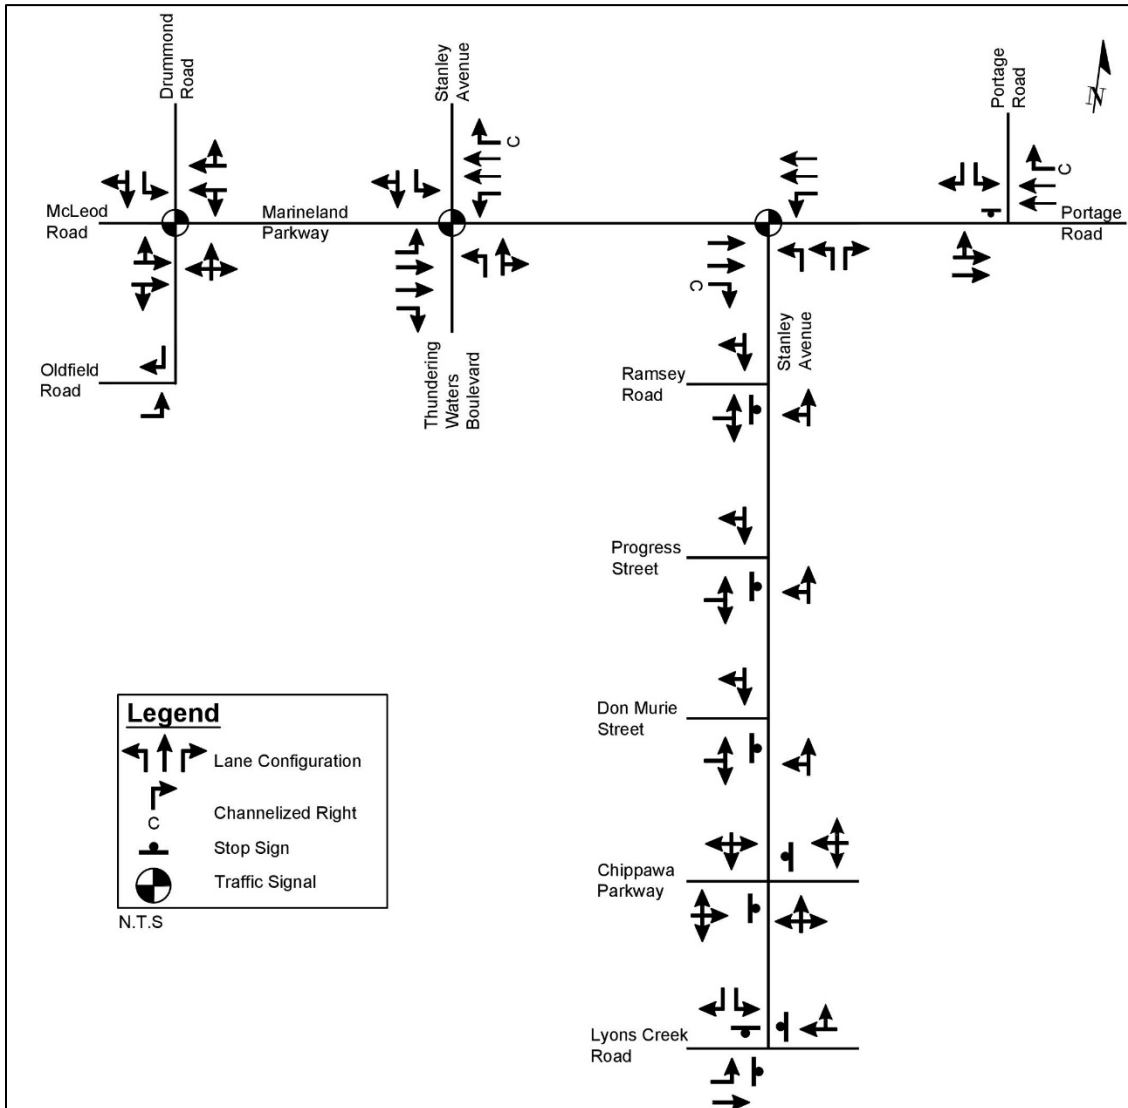 Drummond
Road
Stanley
Avenue
Portage
Road
N
C
C
McLeod
Road
Marineland
Parkway
Portage
Road
C
Oldfield
Road
Thundering
Waters
Boulevard
Stanley
Avenue
Ramsey
Road
Progress
Street
Don Murie
Street
Chippawa
Parkway
Lyons Creek
Road
Legend
Lane Configuration
C
Channelized Right
Stop Sign
Traffic Signal
N.T.S